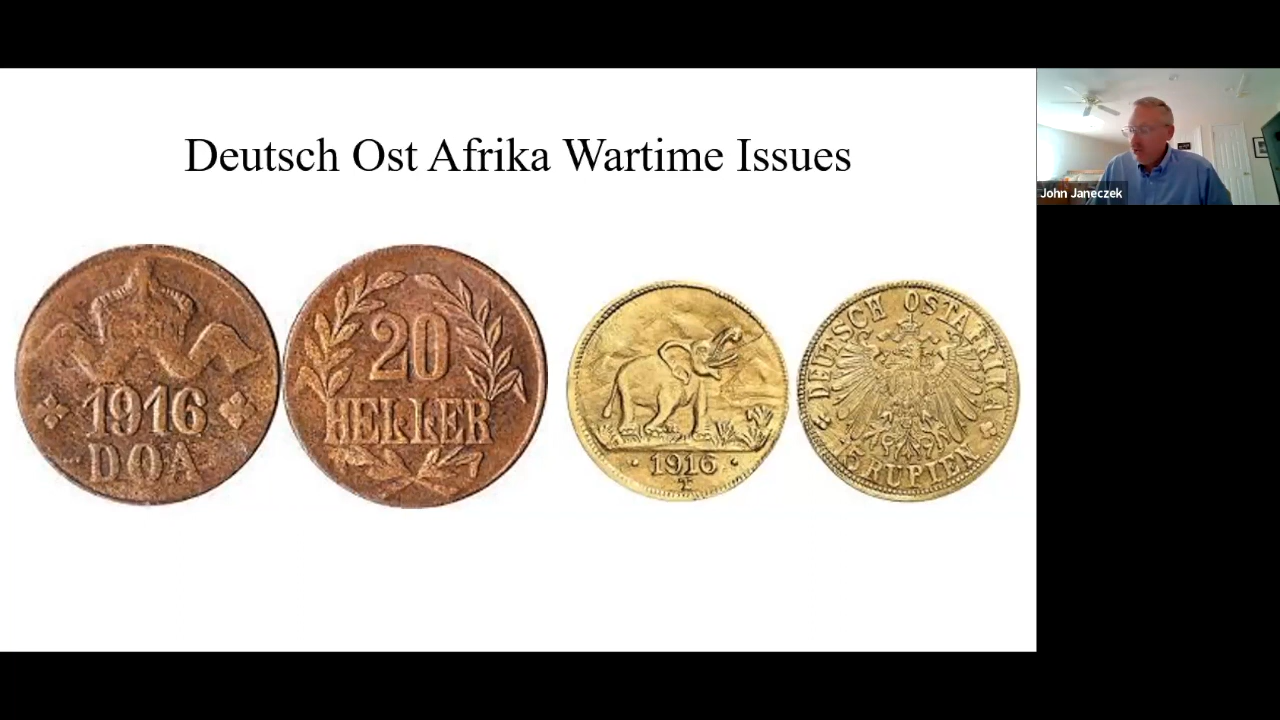 Deutsch Ost Afrika Wartime Issues
John Janeczek
1916
DOA
20
HELLER
· 1916 ·
T
DEUTSCH OSTAFRIKA
15 RUPIEN